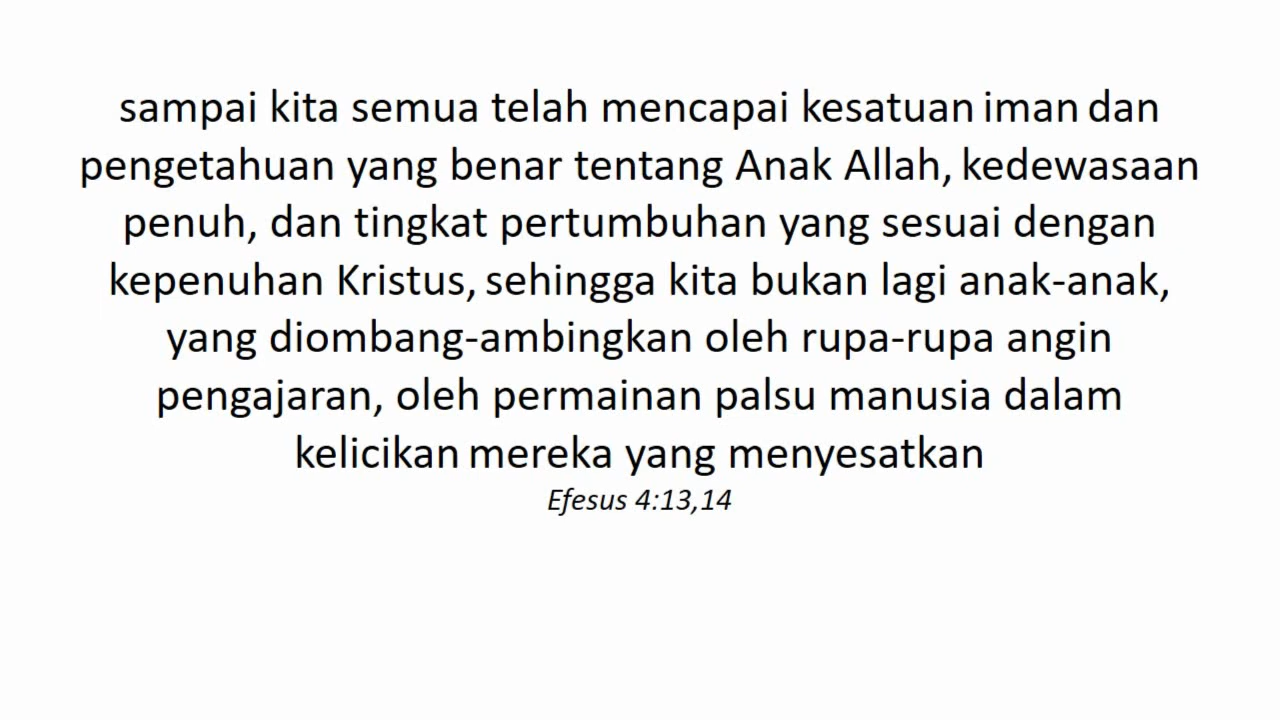 sampai kita semua telah mencapai kesatuan iman dan
pengetahuan yang benar tentang Anak Allah, kedewasaan
penuh, dan tingkat pertumbuhan yang sesuai dengan
kepenuhan Kristus, sehingga kita bukan lagi anak-anak,
yang diombang-ambingkan oleh rupa-rupa angin
pengajaran, oleh permainan palsu manusia dalam
kelicikan mereka yang menyesatkan
Efesus 4:13,14